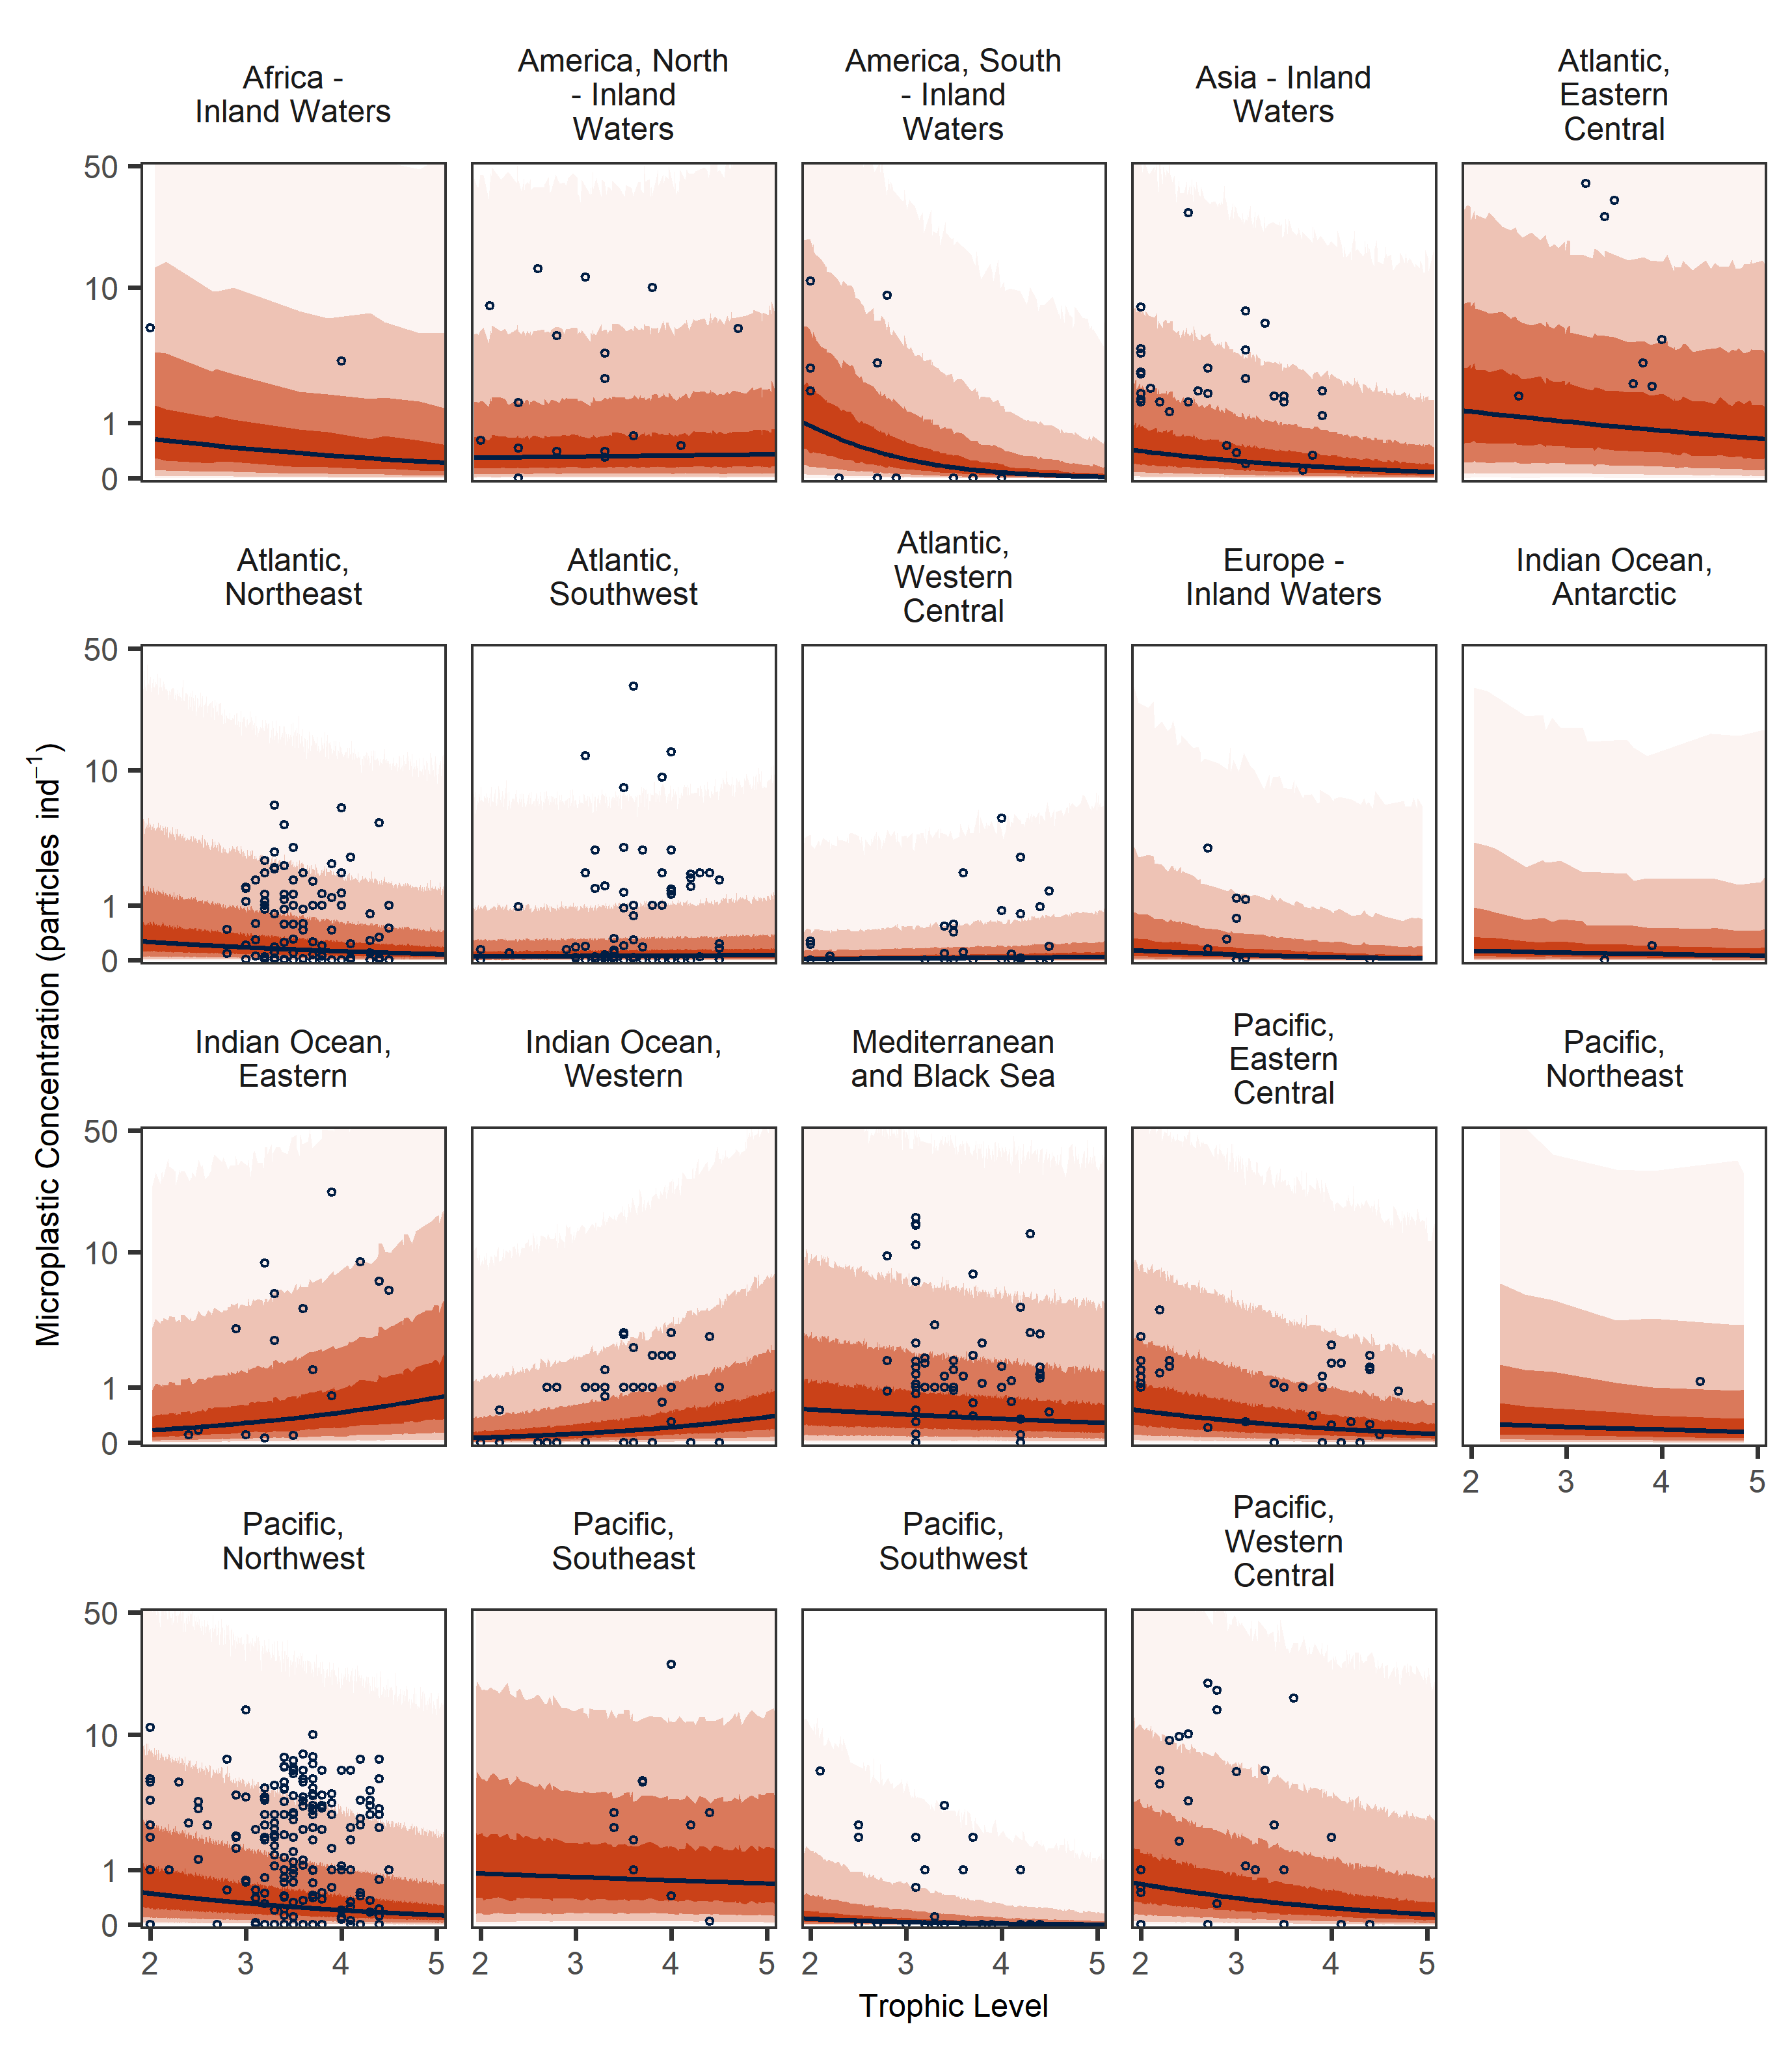 Africa -
Inland Waters
America, North
- Inland
Waters
America, South
- Inland
Waters
Asia - Inland
Waters
Atlantic,
Eastern
Central
50
10
1
0
Atlantic,
Northeast
Atlantic,
Southwest
Atlantic,
Western
Central
Europe -
Inland Waters
Indian Ocean,
Antarctic
50
10
1
0
Microplastic Concentration (particles ind⁻¹)
Indian Ocean,
Eastern
Indian Ocean,
Western
Mediterranean
and Black Sea
Pacific,
Eastern
Central
Pacific,
Northeast
50
10
1
0
2 3 4 5
Pacific,
Northwest
Pacific,
Southeast
Pacific,
Southwest
Pacific,
Western
Central
50
10
1
0
2 3 4 5 2 3 4 5 2 3 4 5 2 3 4 5
Trophic Level